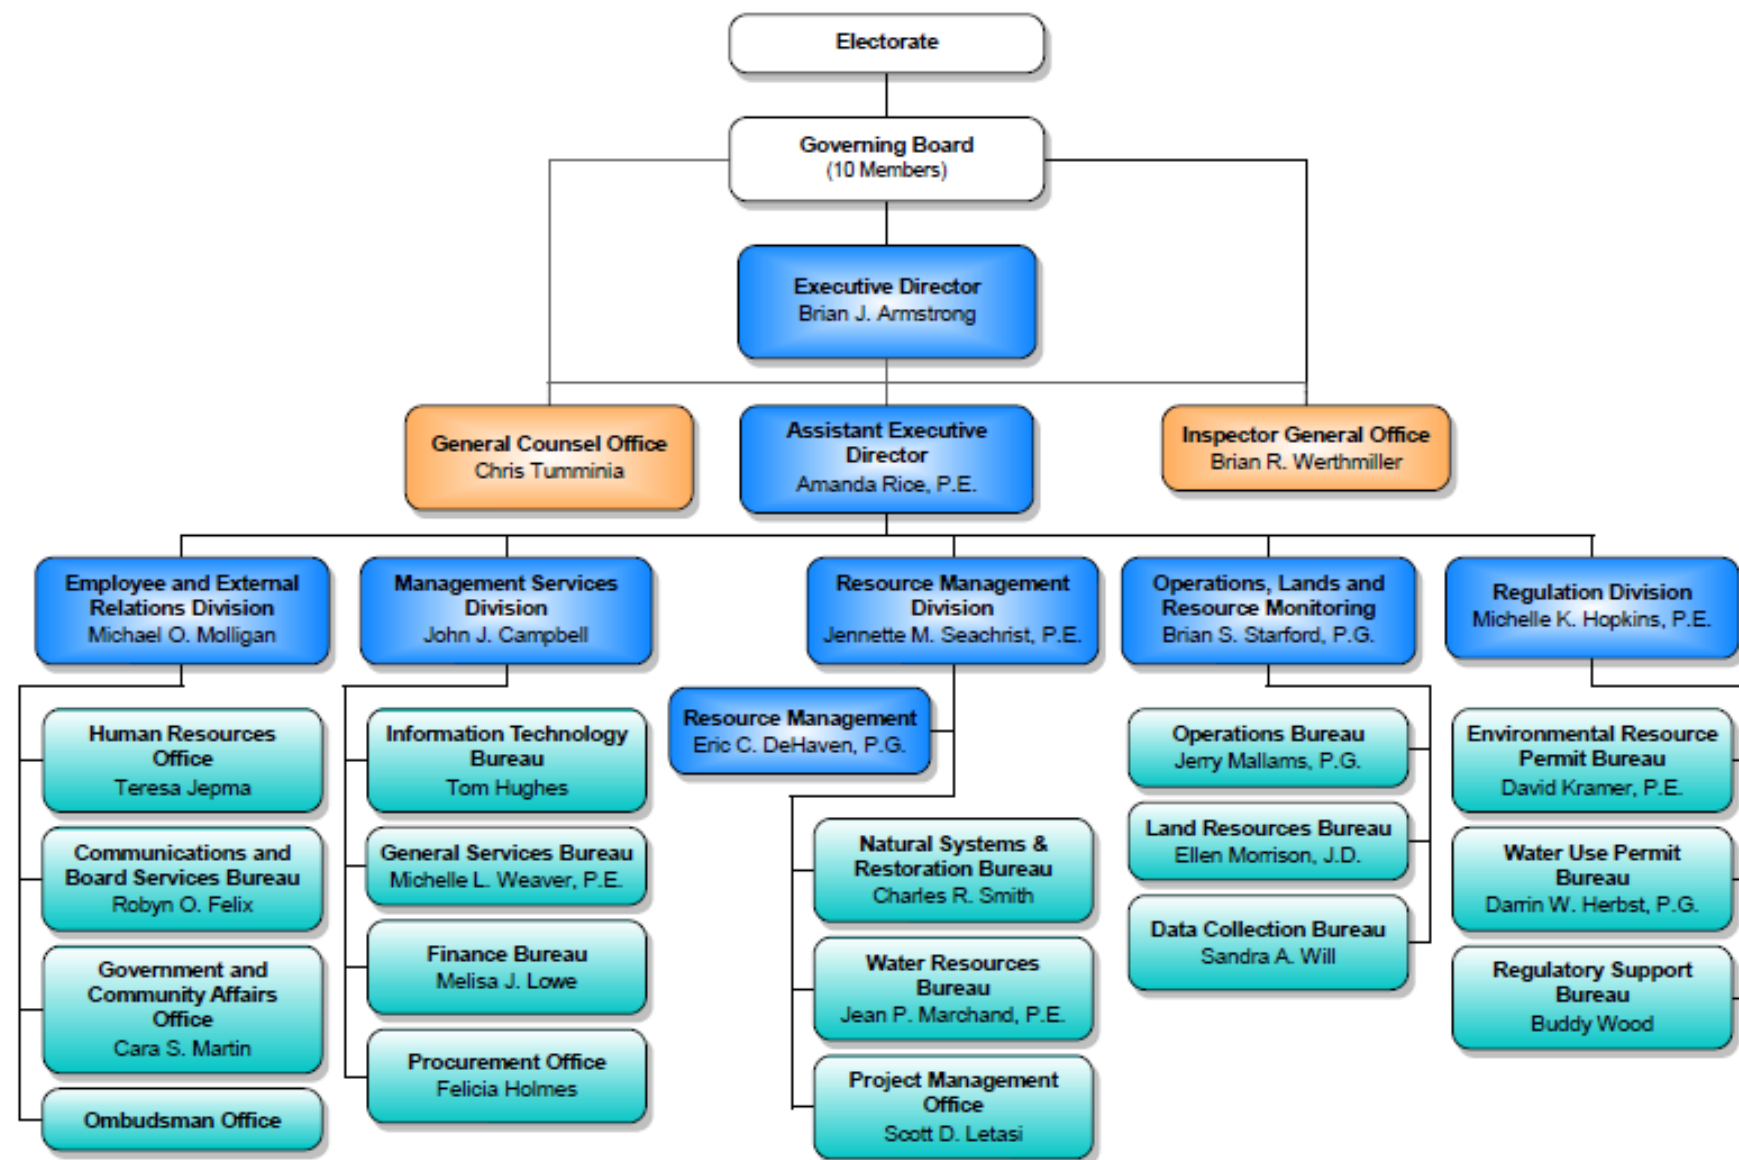 Electorate
Governing Board
(10 Members)
Executive Director
Brian J. Armstrong
General Counsel Office
Chris Tumminia
Assistant Executive
Director
Amanda Rice, P.E.
Inspector General Office
Brian R. Werthmiller
Employee and External
Relations Division
Michael O. Molligan
Management Services
Division
John J. Campbell
Resource Management
Division
Jennette M. Seachrist, P.E.
Operations, Lands and
Resource Monitoring
Brian S. Starford, P.G.
Regulation Division
Michelle K. Hopkins, P.E.
Human Resources
Office
Teresa Jepma
Communications and
Board Services Bureau
Robyn O. Felix
Government and
Community Affairs
Office
Cara S. Martin
Ombudsman Office
Information Technology
Bureau
Tom Hughes
General Services Bureau
Michelle L. Weaver, P.E.
Finance Bureau
Melisa J. Lowe
Procurement Office
Felicia Holmes
Resource Management
Eric C. DeHaven, P.G.
Natural Systems &
Restoration Bureau
Charles R. Smith
Water Resources
Bureau
Jean P. Marchand, P.E.
Project Management
Office
Scott D. Letasi
Operations Bureau
Jerry Mallams, P.G.
Land Resources Bureau
Ellen Morrison, J.D.
Data Collection Bureau
Sandra A. Will
Environmental Resource
Permit Bureau
David Kramer, P.E.
Water Use Permit
Bureau
Darrin W. Herbst, P.G.
Regulatory Support
Bureau
Buddy Wood